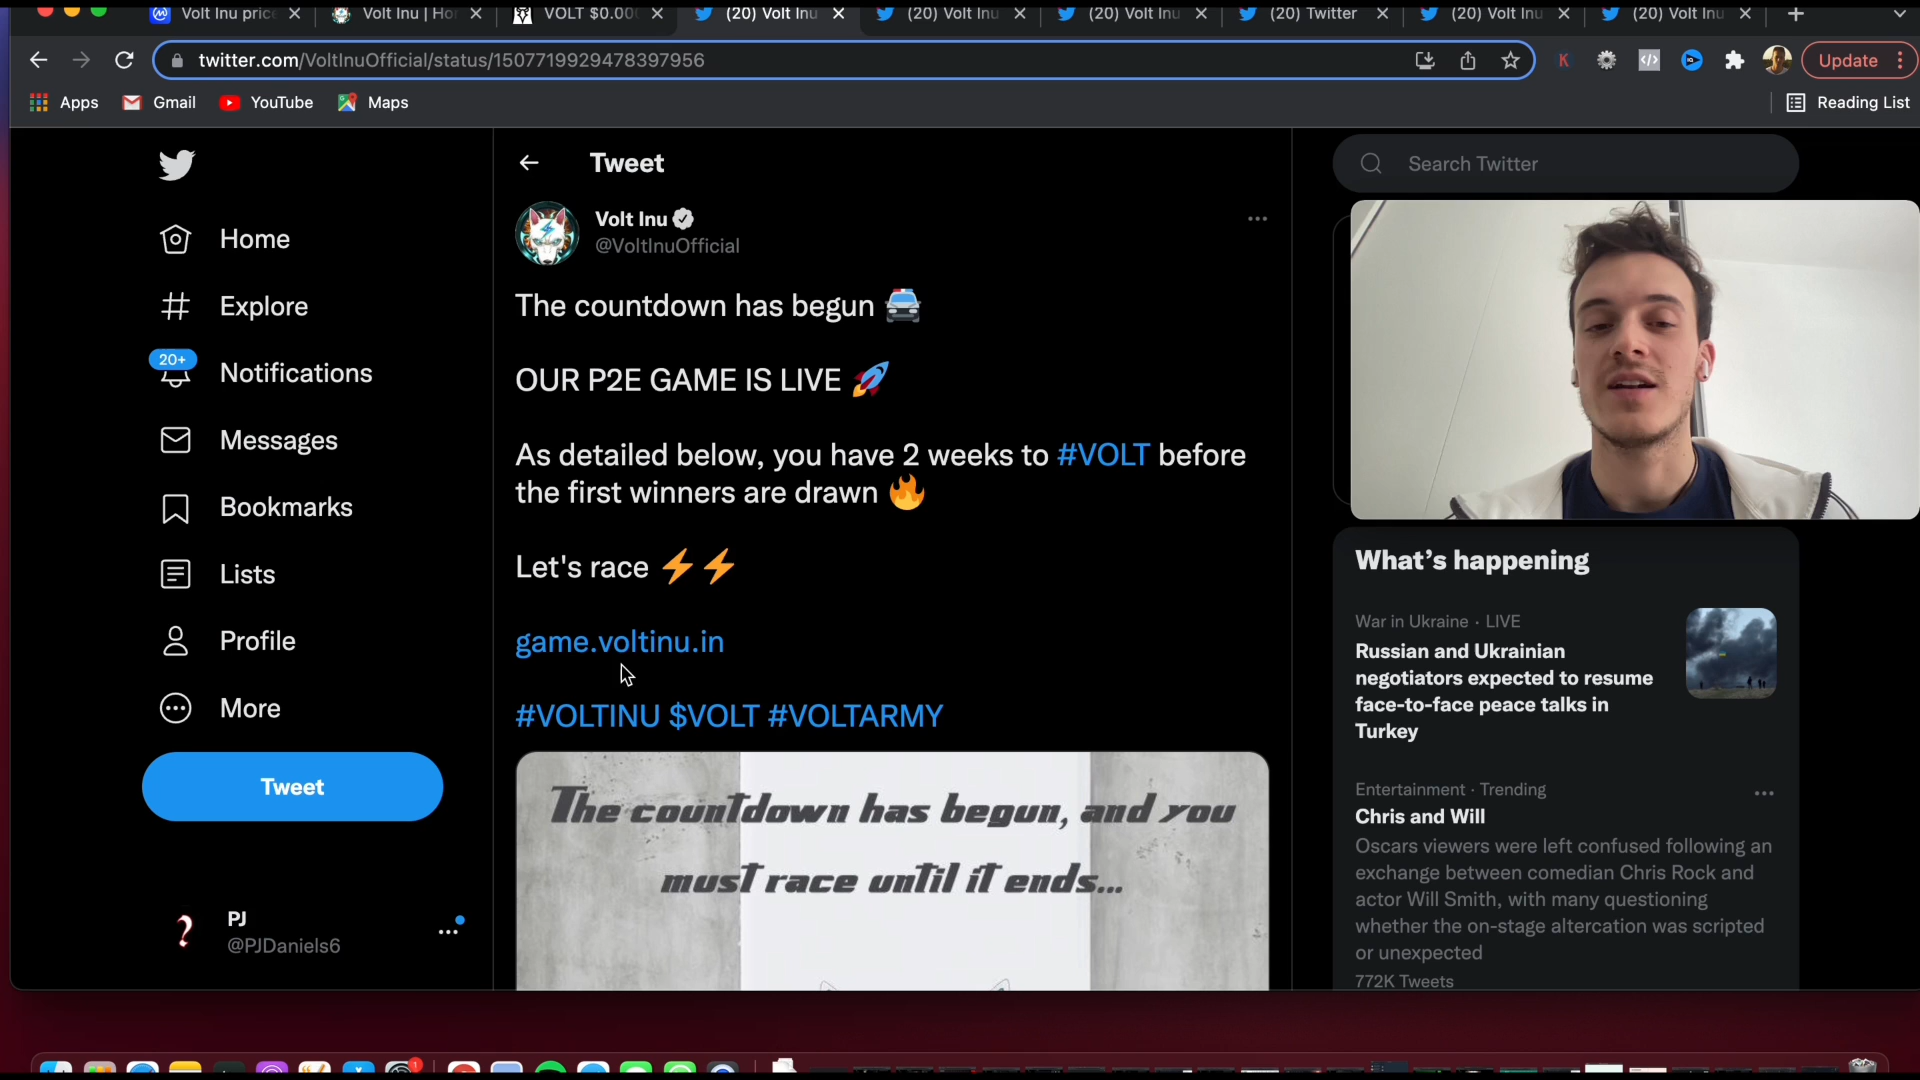 Volt Inu price
Volt Inu | Ho
VOLT $0.00
(20) Volt Inu
(20) Volt Inu
(20) Volt Inu
(20) Twitter
(20) Volt Inu
(20) Volt Inu
twitter.com/VoltInuOfficial/status/1507719929478397956
Update
Apps
Gmail
YouTube
Maps
Reading List
Home
Explore
20+
Notifications
Messages
Bookmarks
Lists
Profile
More
Tweet
PJ
@PJDaniels6
Tweet
Volt Inu
@VoltInuOfficial
The countdown has begun 🚔
OUR P2E GAME IS LIVE 🚀
As detailed below, you have 2 weeks to #VOLT before
the first winners are drawn 🔥
Let's race ⚡⚡
game.voltinu.in
#VOLTINU $VOLT #VOLTARMY
The countdown has begun, and you
must race until it ends...
Search Twitter
What's happening
War in Ukraine · LIVE
Russian and Ukrainian
negotiators expected to resume
face-to-face peace talks in
Turkey
Entertainment · Trending
Chris and Will
Oscars viewers were left confused following an
exchange between comedian Chris Rock and
actor Will Smith, with many questioning
whether the on-stage altercation was scripted
or unexpected
772K Tweets